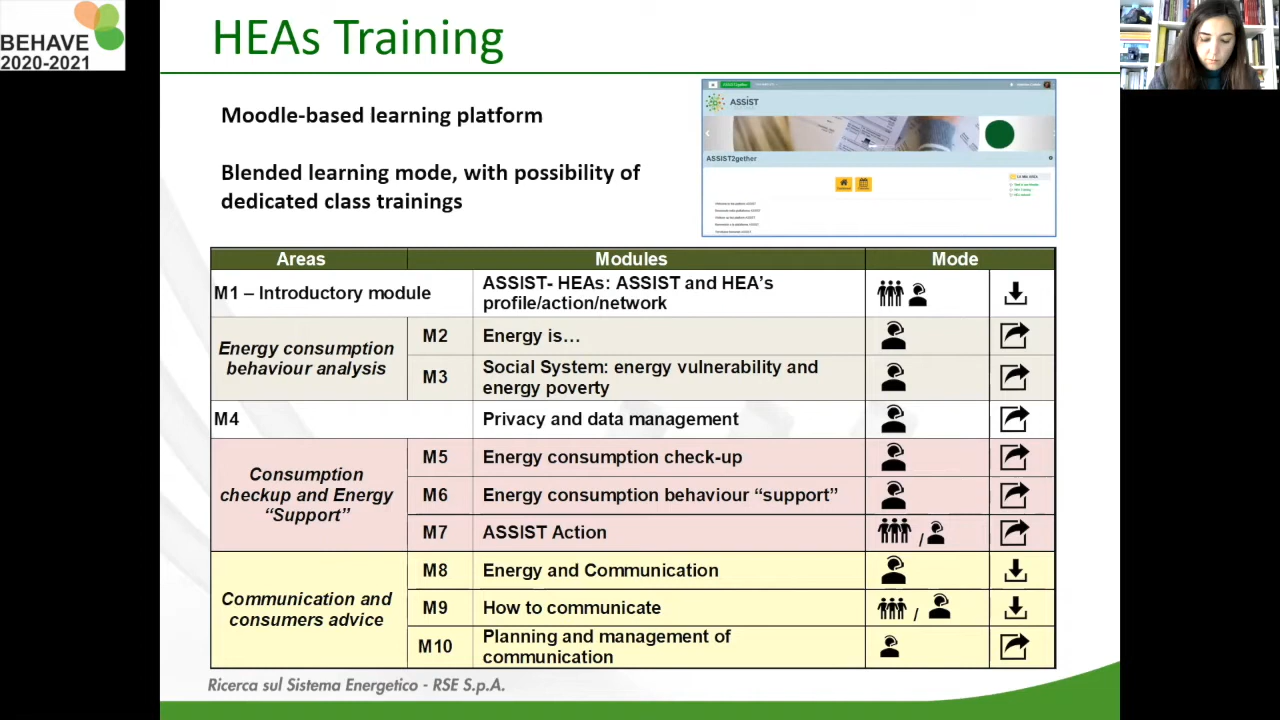 BEHAVE
2020-2021
HEAs Training
Moodle-based learning platform
Blended learning mode, with possibility of
dedicated class trainings
ASSIST
ASSIST2gether
Areas Modules Mode
M1 – Introductory module
ASSIST- HEAs: ASSIST and HEA’s
profile/action/network
Energy consumption
behaviour analysis
M2 Energy is…
M3 Social System: energy vulnerability and
energy poverty
M4 Privacy and data management
Consumption
checkup and Energy
“Support”
M5 Energy consumption check-up
M6 Energy consumption behaviour “support”
M7 ASSIST Action /
Communication and
consumers advice
M8 Energy and Communication
M9 How to communicate /
M10 Planning and management of
communication
Ricerca sul Sistema Energetico - RSE S.p.A.